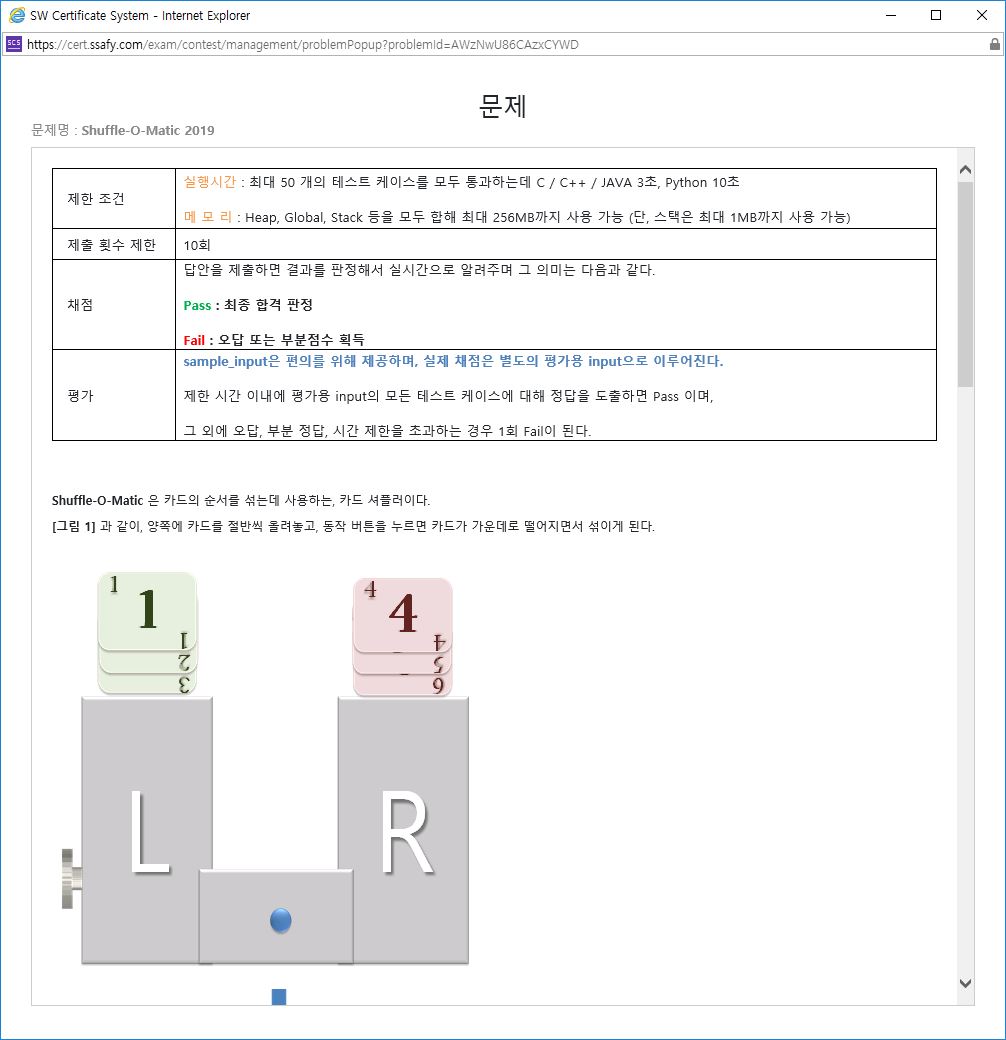 SW Certificate System - Internet Explorer
SCS https://cert.ssafy.com/exam/contest/management/problemPopup?problemId=AWzNwU86CAzxCYWD
문제
문제명 : Shuffle-O-Matic 2019
제한 조건
실행시간 : 최대 50 개의 테스트 케이스를 모두 통과하는데 C / C++ / JAVA 3초, Python 10초
메 모 리 : Heap, Global, Stack 등을 모두 합해 최대 256MB까지 사용 가능 (단, 스택은 최대 1MB까지 사용 가능)
제출 횟수 제한
10회
채점
답안을 제출하면 결과를 판정해서 실시간으로 알려주며 그 의미는 다음과 같다.
Pass : 최종 합격 판정
Fail : 오답 또는 부분점수 획득
평가
sample_input은 편의를 위해 제공하며, 실제 채점은 별도의 평가용 input으로 이루어진다.
제한 시간 이내에 평가용 input의 모든 테스트 케이스에 대해 정답을 도출하면 Pass 이며,
그 외에 오답, 부분 정답, 시간 제한을 초과하는 경우 1회 Fail이 된다.
Shuffle-O-Matic 은 카드의 순서를 섞는데 사용하는, 카드 셔플러이다.
[그림 1] 과 같이, 양쪽에 카드를 절반씩 올려놓고, 동작 버튼을 누르면 카드가 가운데로 떨어지면서 섞이게 된다.
1
1
1
2
3
4
4
4
5
6
L
R